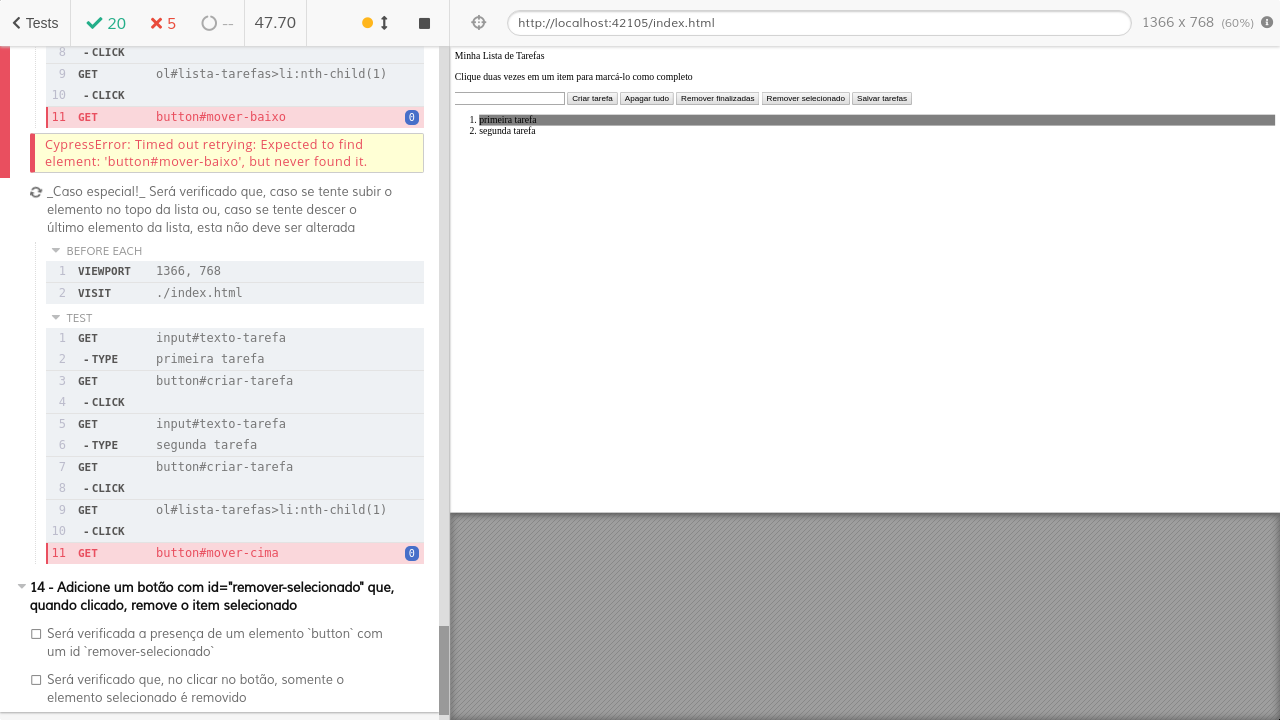 Tests
20
5
--
47.70
http://localhost:42105/index.html
1366 x 768 (60%)
8 - CLICK
9 GET ol#lista-tarefas>li:nth-child(1)
10 - CLICK
11 GET button#mover-baixo 0
CypressError: Timed out retrying: Expected to find
element: 'button#mover-baixo', but never found it.
_Caso especial!_ Será verificado que, caso se tente subir o
elemento no topo da lista ou, caso se tente descer o
último elemento da lista, esta não deve ser alterada
BEFORE EACH
1 VIEWPORT 1366, 768
2 VISIT ./index.html
TEST
1 GET input#texto-tarefa
2 - TYPE primeira tarefa
3 GET button#criar-tarefa
4 - CLICK
5 GET input#texto-tarefa
6 - TYPE segunda tarefa
7 GET button#criar-tarefa
8 - CLICK
9 GET ol#lista-tarefas>li:nth-child(1)
10 - CLICK
11 GET button#mover-cima 0
14 - Adicione um botão com id="remover-selecionado" que,
quando clicado, remove o item selecionado
Será verificada a presença de um elemento `button` com
um id `remover-selecionado`
Será verificado que, no clicar no botão, somente o
elemento selecionado é removido
Minha Lista de Tarefas
Clique duas vezes em um item para marcá-lo como completo
Criar tarefa Apagar tudo Remover finalizadas Remover selecionado Salvar tarefas
1. primeira tarefa
2. segunda tarefa